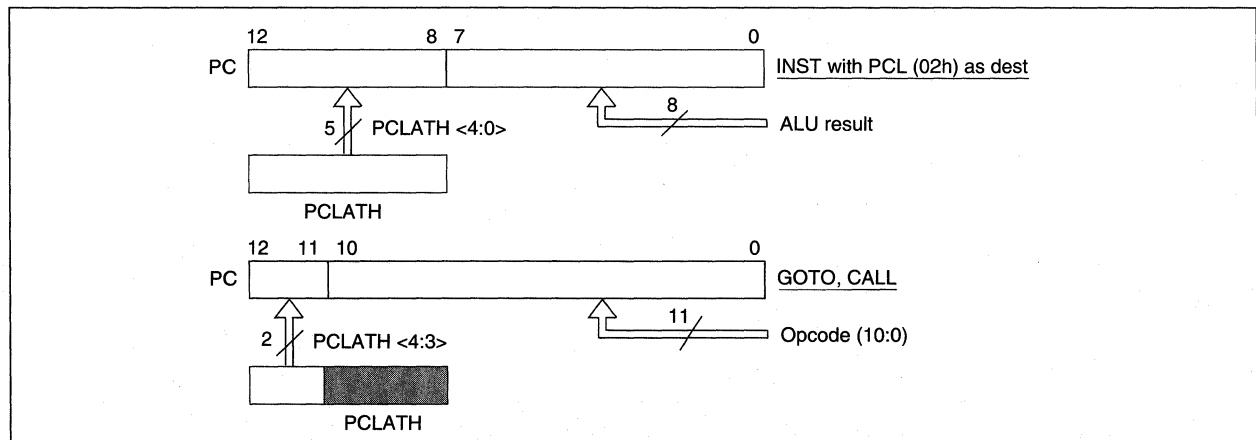 12 8 7 0
PC INST with PCL (02h) as dest
8
5 PCLATH <4:0> ALU result
PCLATH
12 11 10 0
PC GOTO, CALL
11
2 PCLATH <4:3> Opcode (10:0)
PCLATH